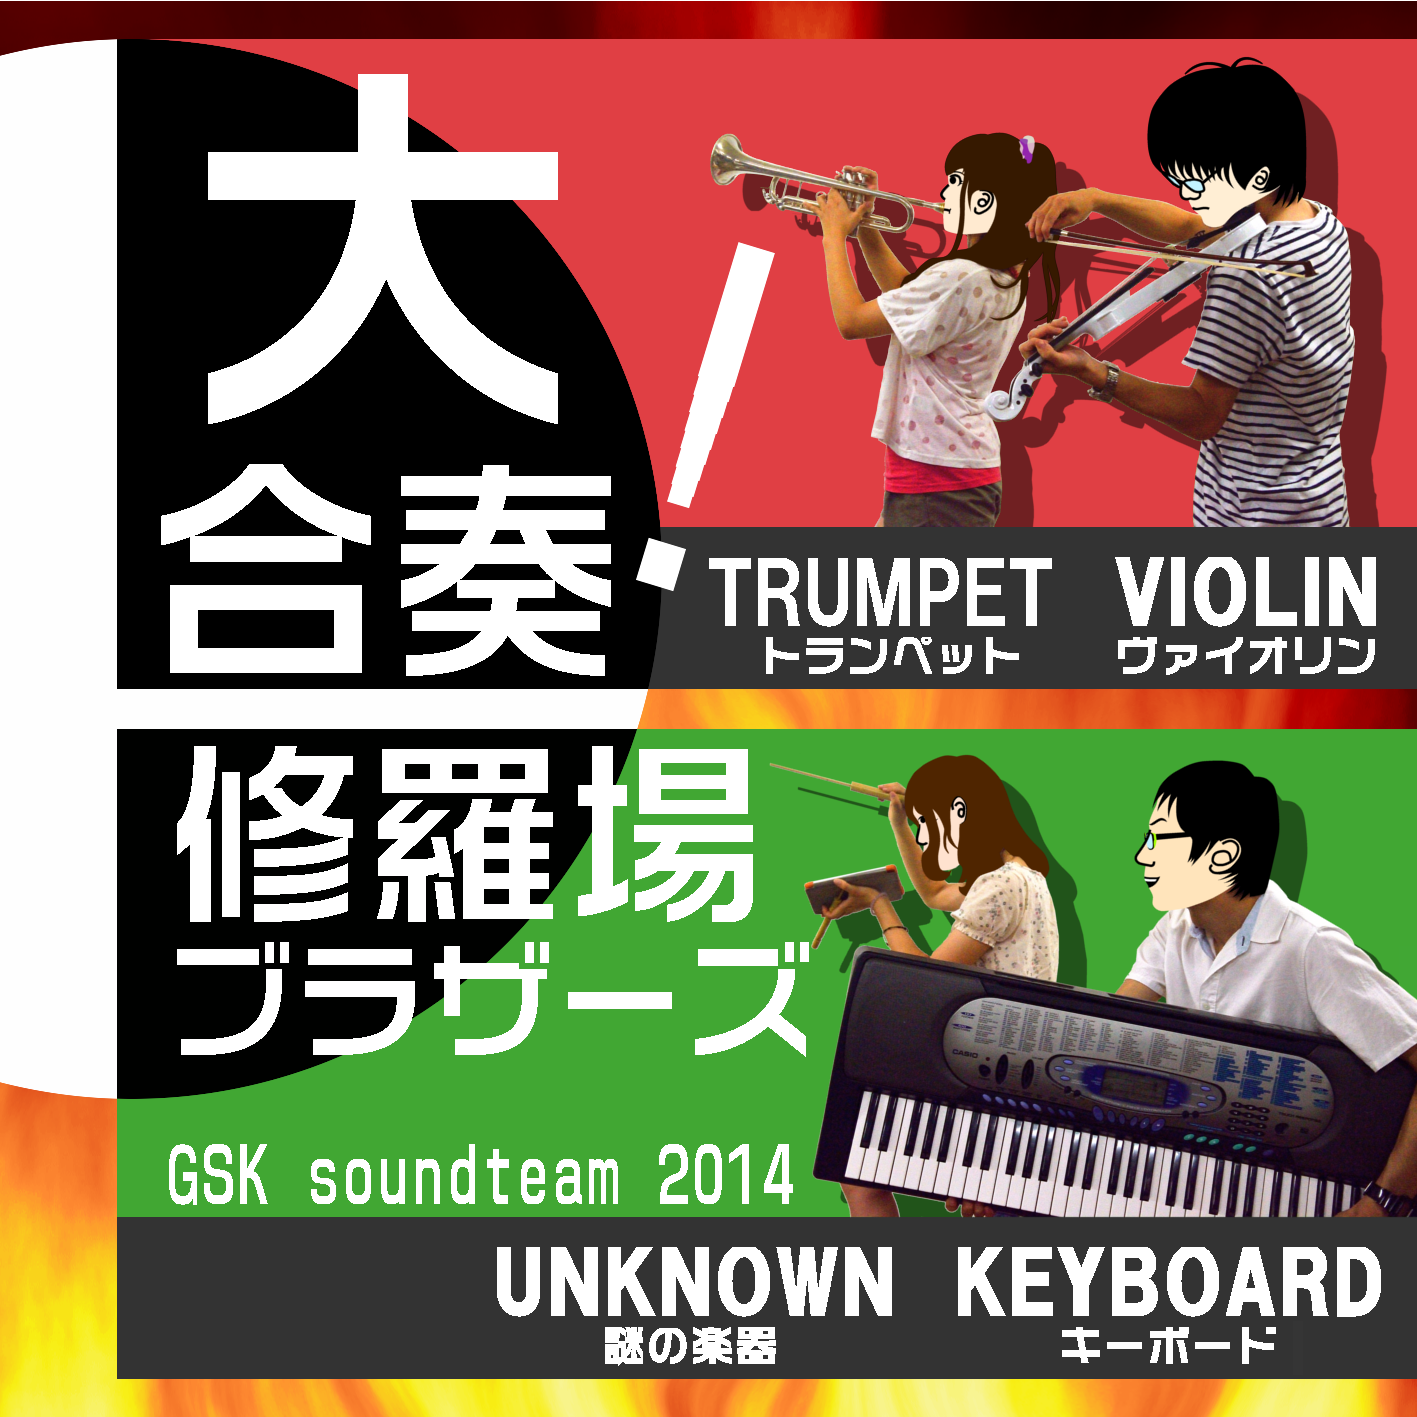 大
合奏!
TRUMPET VIOLIN
トランペット ヴァイオリン
修羅場
ブラザーズ
CASIO
GSK soundteam 2014
UNKNOWN KEYBOARD
謎の楽器 キーボード